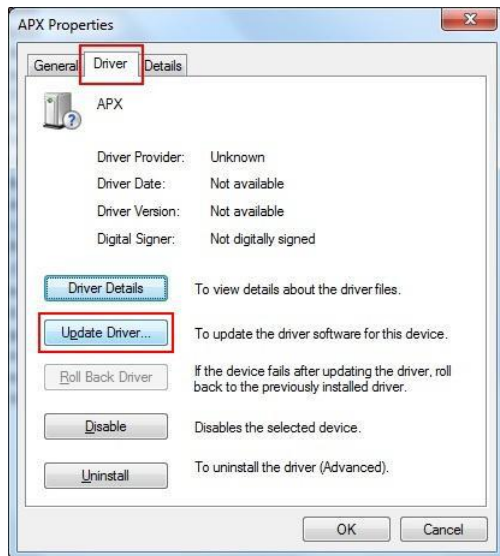 APX Properties
General Driver Details
APX
Driver Provider: Unknown
Driver Date: Not available
Driver Version: Not available
Digital Signer: Not digitally signed
Driver Details To view details about the driver files.
Update Driver... To update the driver software for this device.
Roll Back Driver If the device fails after updating the driver, roll
back to the previously installed driver.
Disable Disables the selected device.
Uninstall To uninstall the driver (Advanced).
OK Cancel